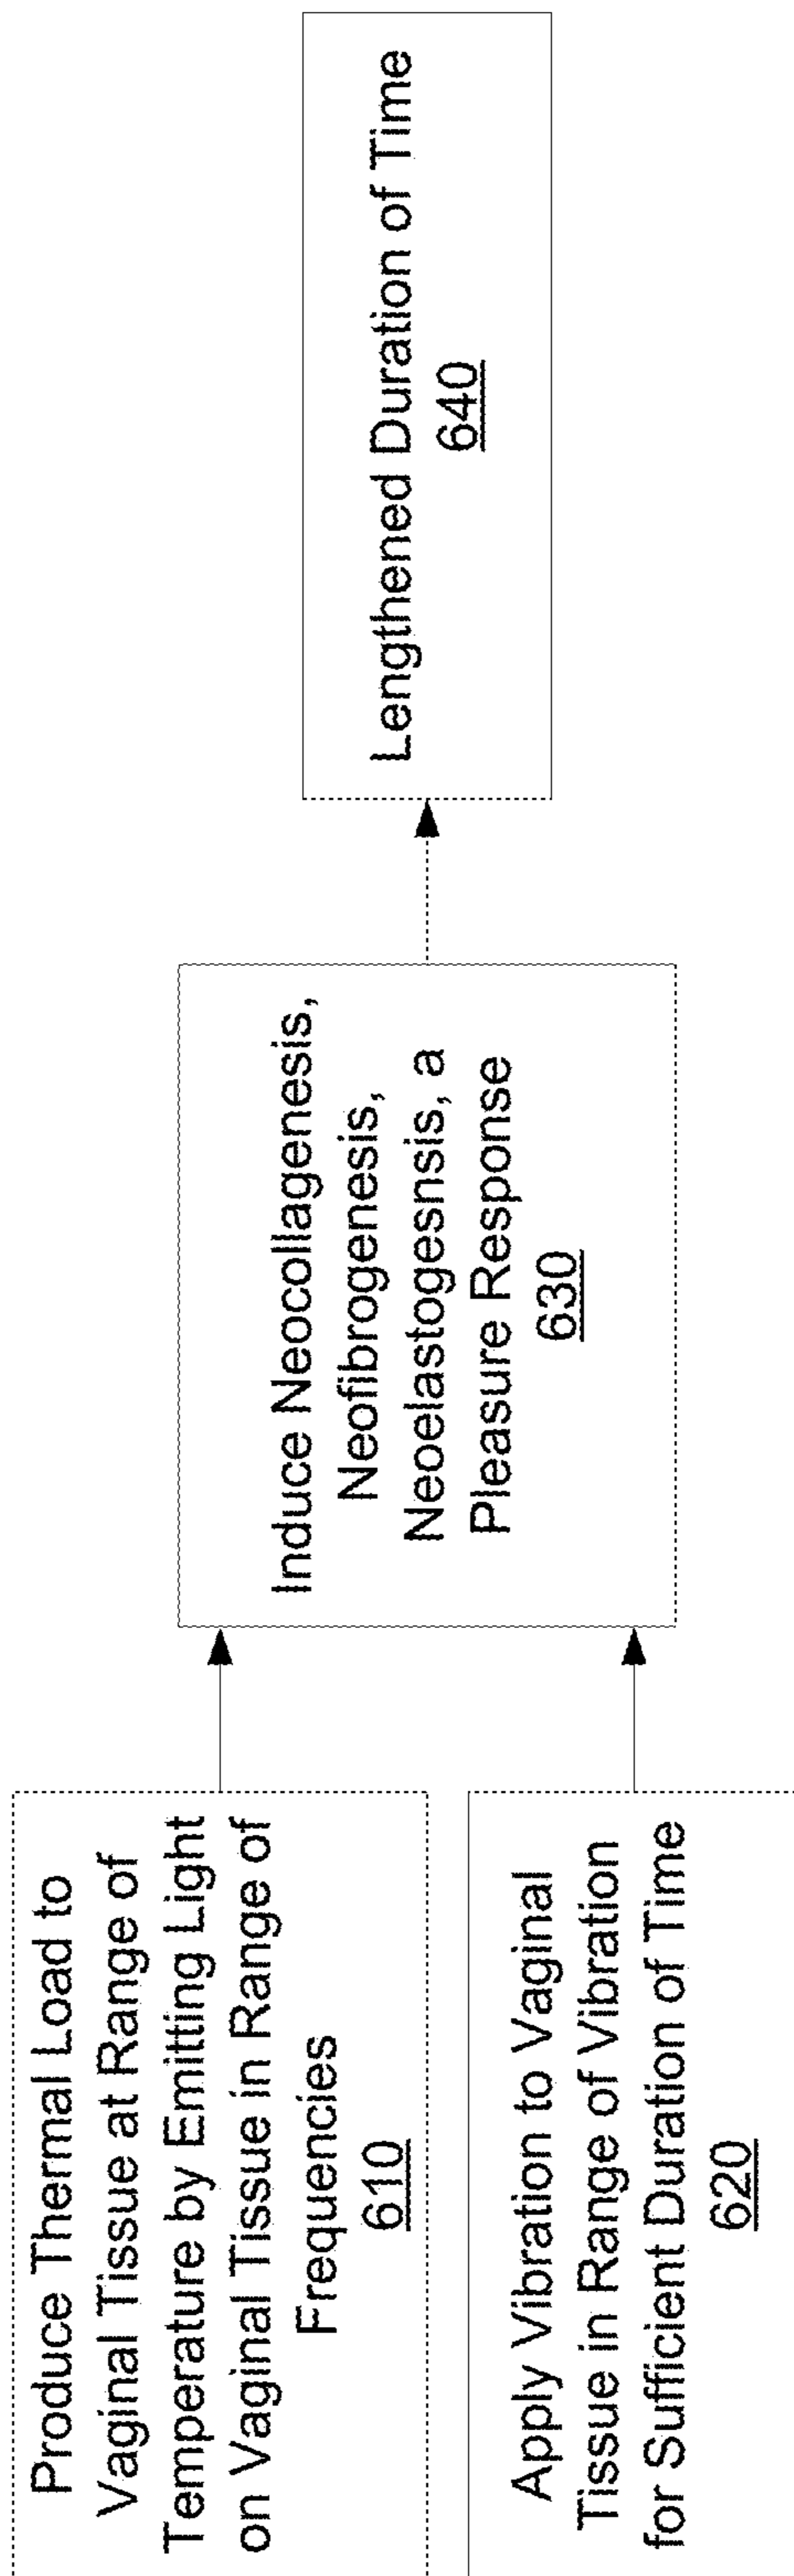 Produce Thermal Load to
Vaginal Tissue at Range of
Temperature by Emitting Light
on Vaginal Tissue in Range of
Frequencies
610
Apply Vibration to Vaginal
Tissue in Range of Vibration
for Sufficient Duration of Time
620
Induce Neocollagenesis,
Neofibrogenesis,
Neoelastogesnsis, a
Pleasure Response
630
Lengthened Duration of Time
640